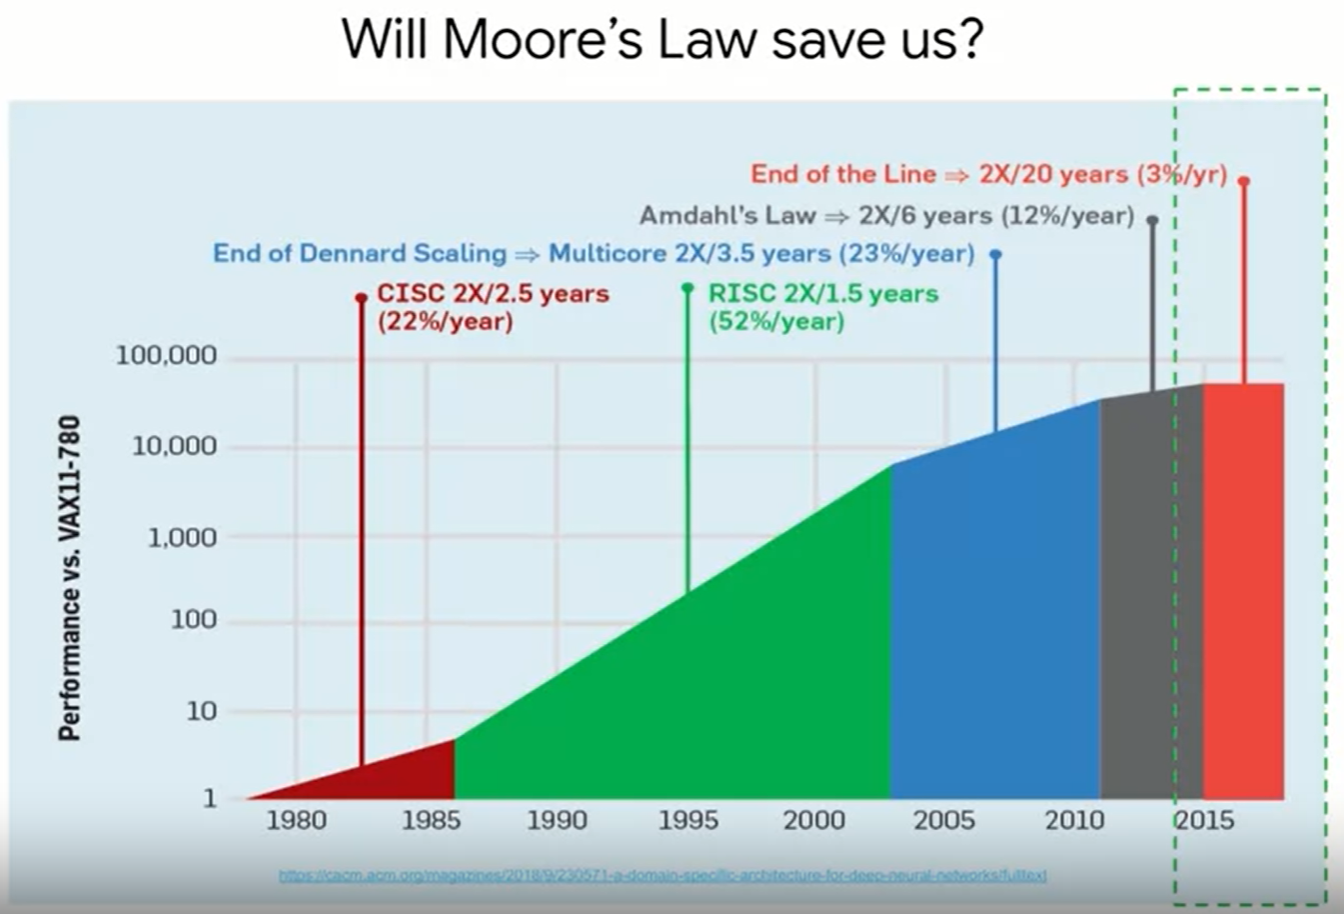 Will Moore's Law save us?
End of the Line ⇒ 2X/20 years (3%/yr)
Amdahl's Law ⇒ 2X/6 years (12%/year)
End of Dennard Scaling ⇒ Multicore 2X/3.5 years (23%/year)
CISC 2X/2.5 years
(22%/year)
RISC 2X/1.5 years
(52%/year)
Performance vs. VAX11-780
100,000
10,000
1,000
100
10
1
1980 1985 1990 1995 2000 2005 2010 2015
https://cacm.acm.org/magazines/2018/9/230571-a-domain-specific-architecture-for-deep-neural-networks/fulltext